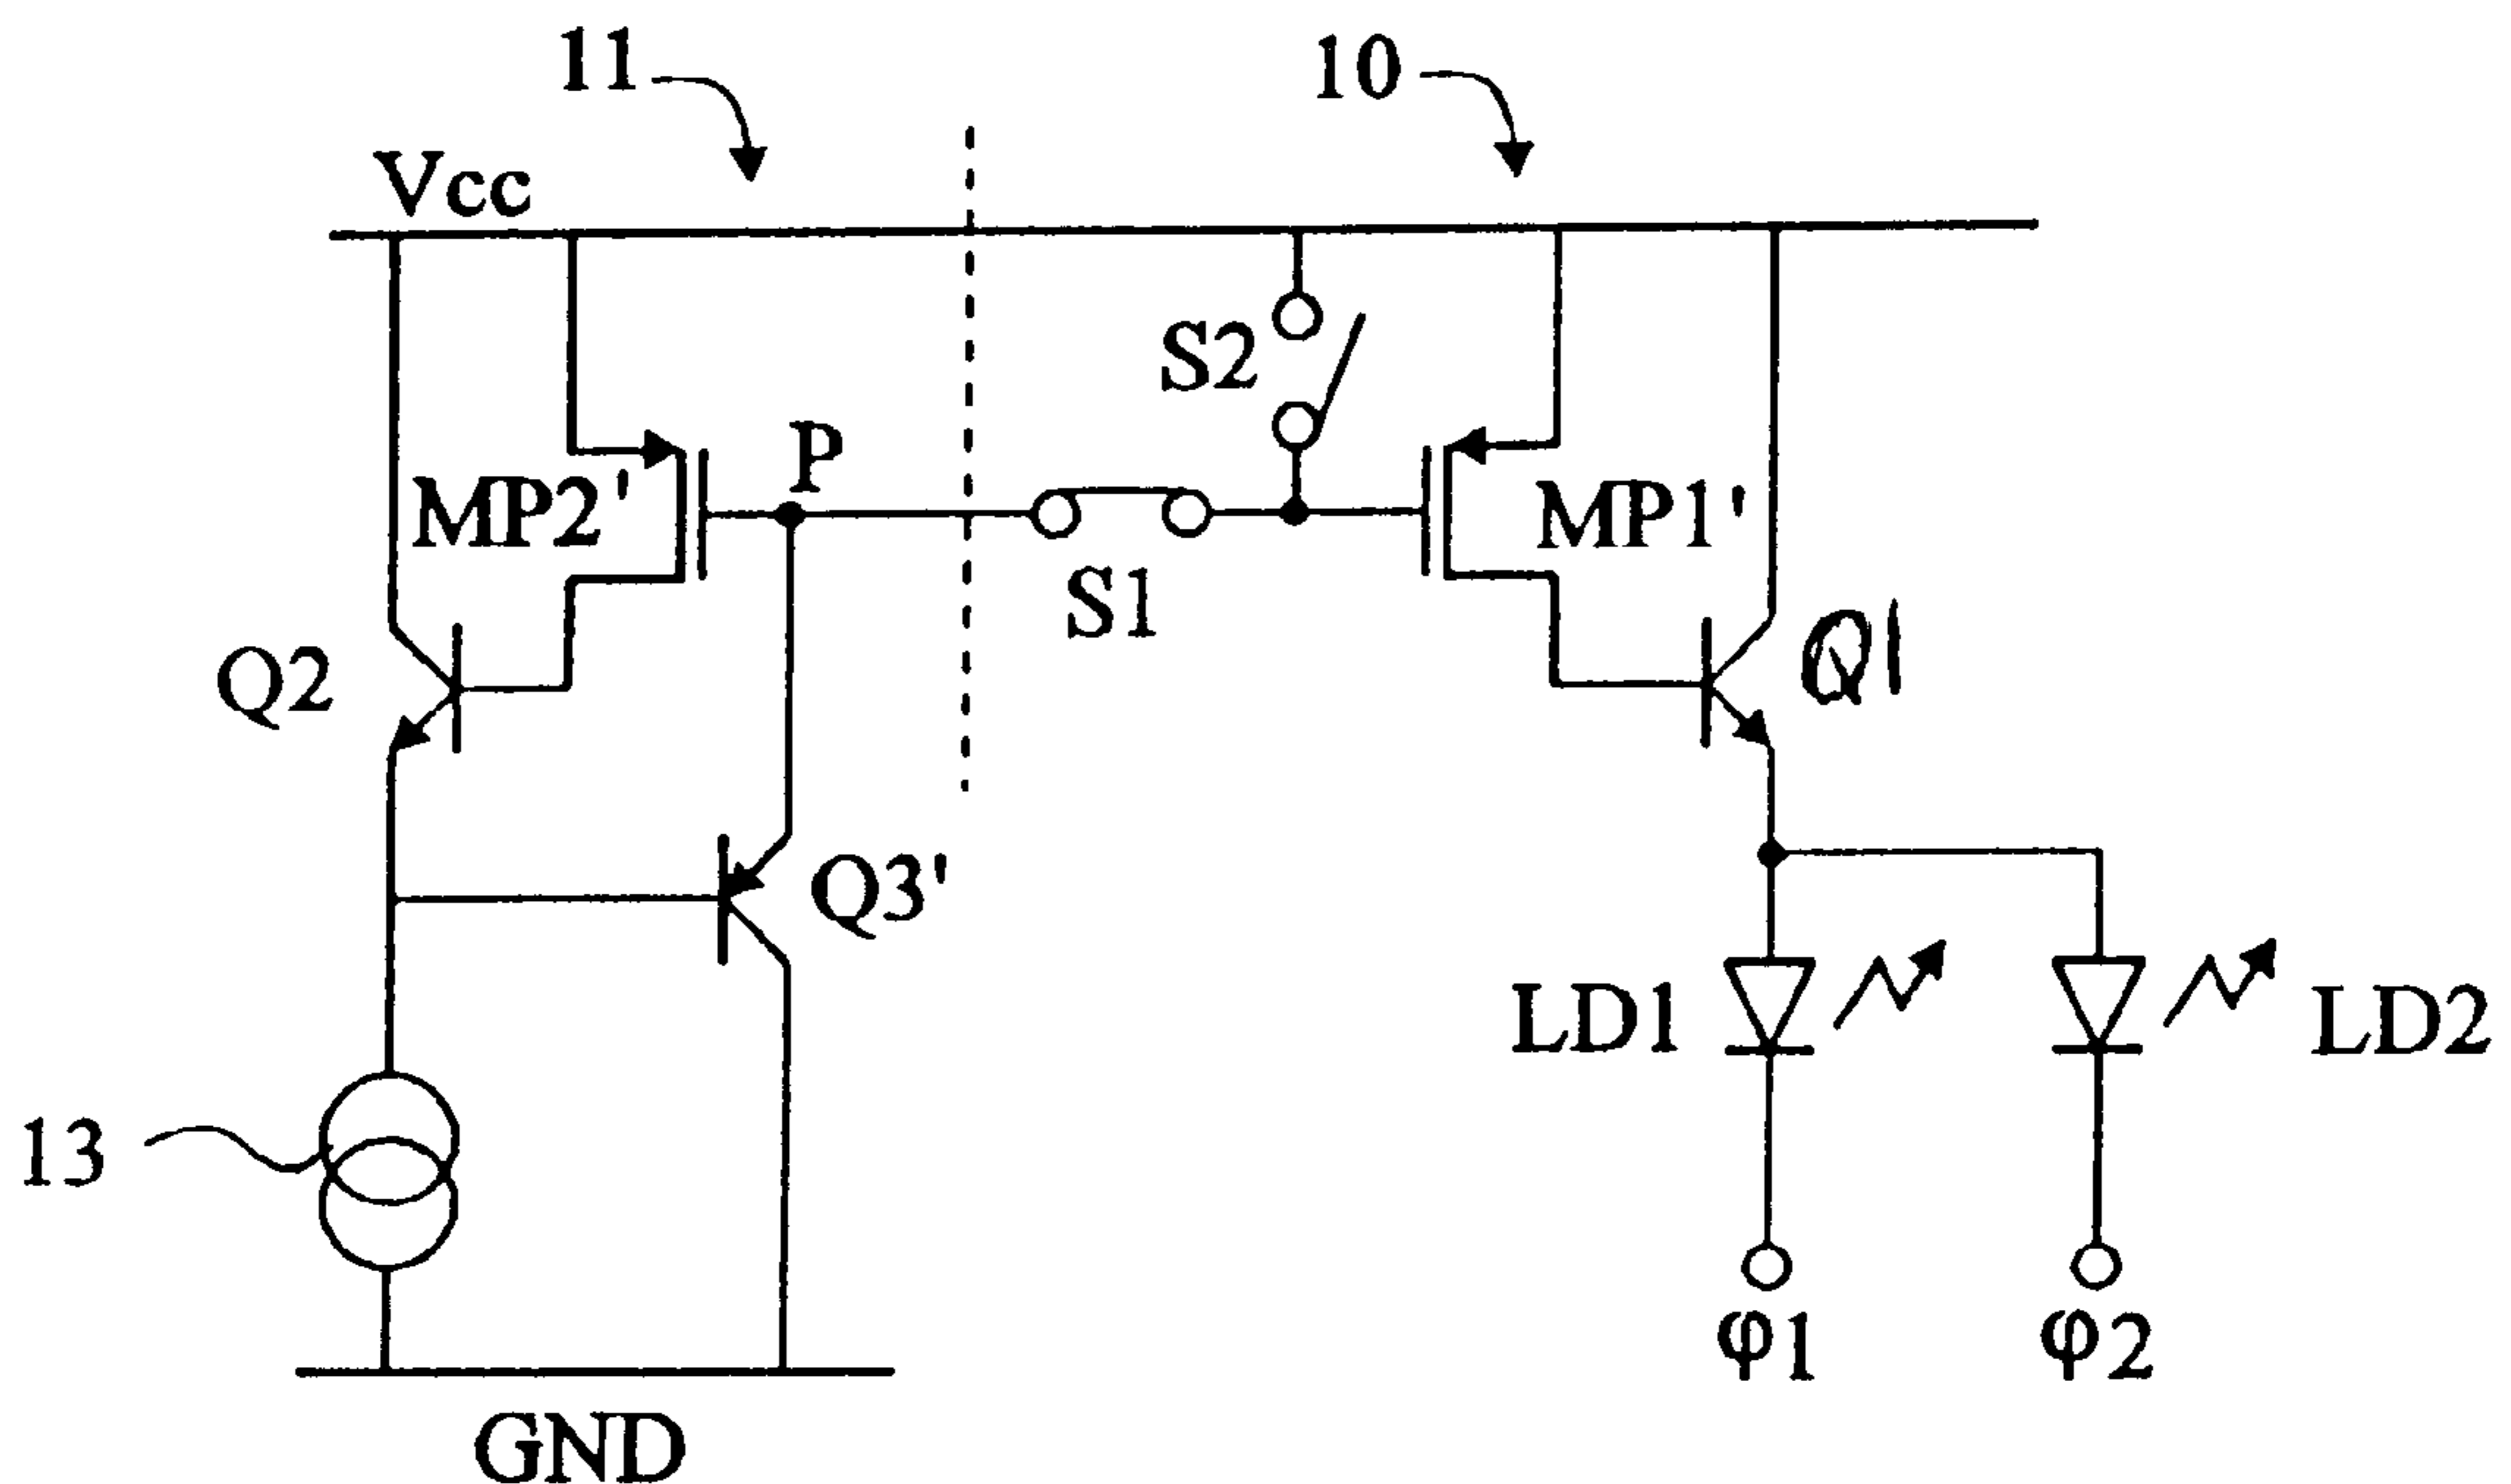 11
10
Vcc
S2
P
MP2'
MP1'
S1
Q2
Q1
Q3'
LD1
LD2
13
φ1
φ2
GND